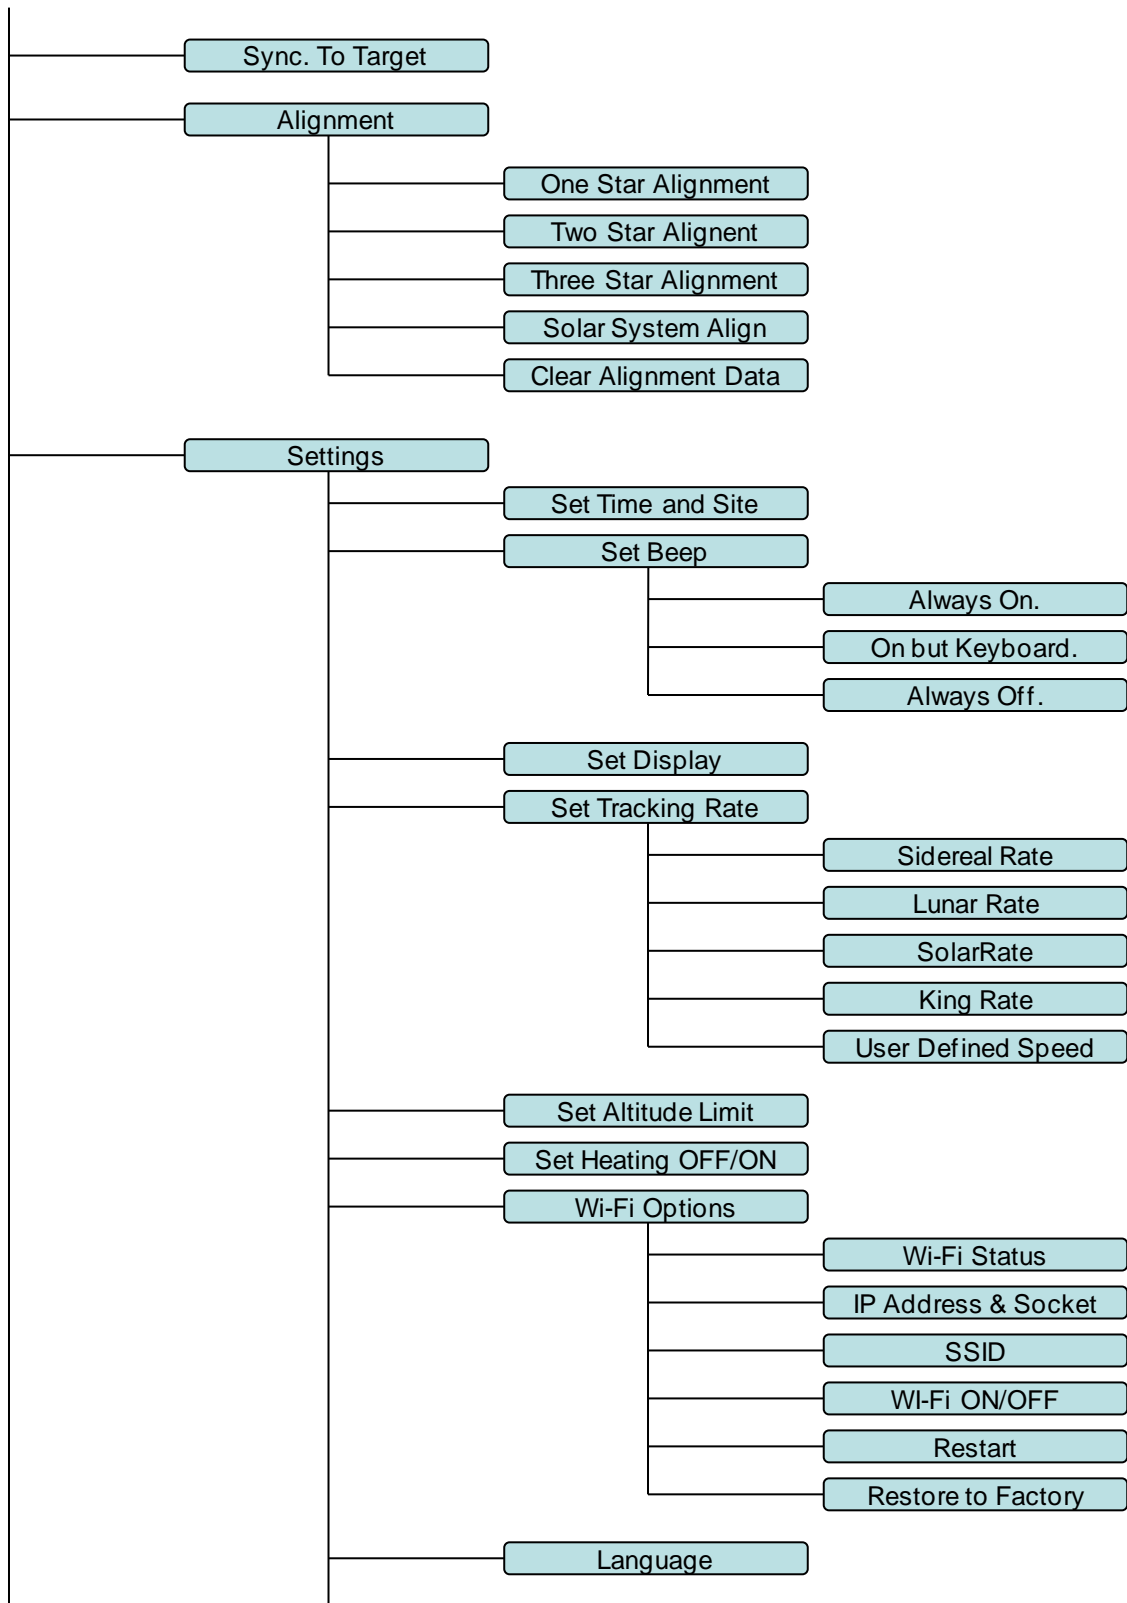 Sync. To Target
Alignment
One Star Alignment
Two Star Alignent
Three Star Alignment
Solar System Align
Clear Alignment Data
Settings
Set Time and Site
Set Beep
Always On.
On but Keyboard.
Always Off.
Set Display
Set Tracking Rate
Sidereal Rate
Lunar Rate
SolarRate
King Rate
User Defined Speed
Set Altitude Limit
Set Heating OFF/ON
Wi-Fi Options
Wi-Fi Status
IP Address & Socket
SSID
WI-Fi ON/OFF
Restart
Restore to Factory
Language